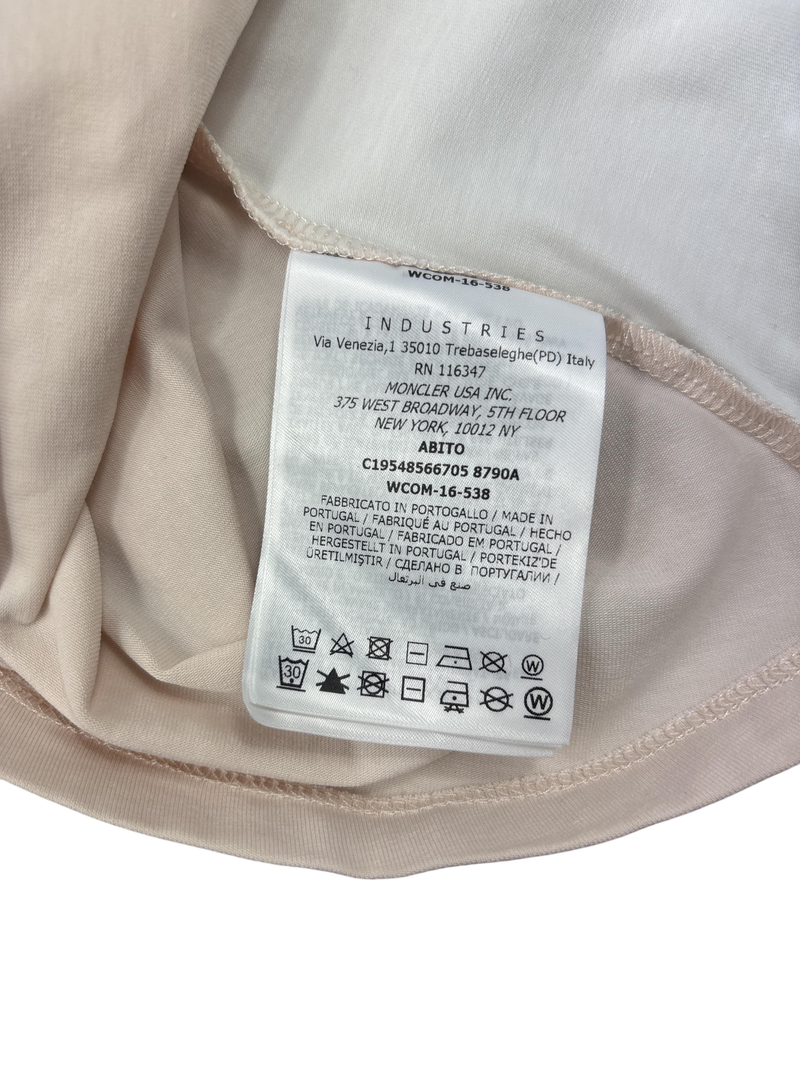 WCOM-16-538
INDUSTRIES
Via Venezia,1 35010 Trebaseleghe(PD) Italy
RN 116347
MONCLER USA INC.
375 WEST BROADWAY, 5TH FLOOR
NEW YORK, 10012 NY
ABITO
C19548566705 8790A
WCOM-16-538
FABBRICATO IN PORTOGALLO / MADE IN
PORTUGAL / FABRIQUÉ AU PORTUGAL / HECHO
EN PORTUGAL / FABRICADO EM PORTUGAL /
HERGESTELLT IN PORTUGAL / PORTEKIZ'DE
ÜRETILMIŞTIR / СДЕЛАНО В ПОРТУГАЛИИ /
صنع في البرتغال
30
W
30
W